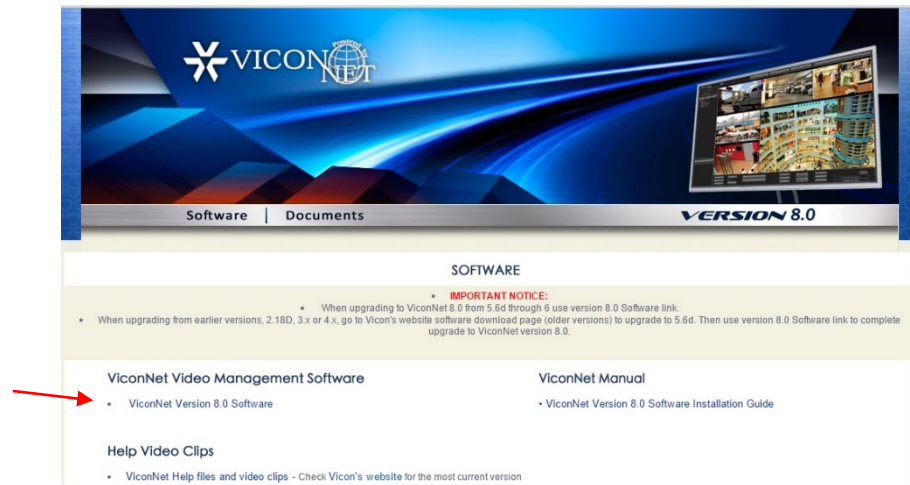 Powered by
VICONNET
Software | Documents
VERSION 8.0
SOFTWARE
• IMPORTANT NOTICE:
• When upgrading to ViconNet 8.0 from 5.6d through 6 use version 8.0 Software link.
• When upgrading from earlier versions, 2.18D, 3.x or 4.x, go to Vicon's website software download page (older versions) to upgrade to 5.6d. Then use version 8.0 Software link to complete
upgrade to ViconNet version 8.0.
ViconNet Video Management Software
• ViconNet Version 8.0 Software
ViconNet Manual
• ViconNet Version 8.0 Software Installation Guide
Help Video Clips
• ViconNet Help files and video clips - Check Vicon's website for the most current version